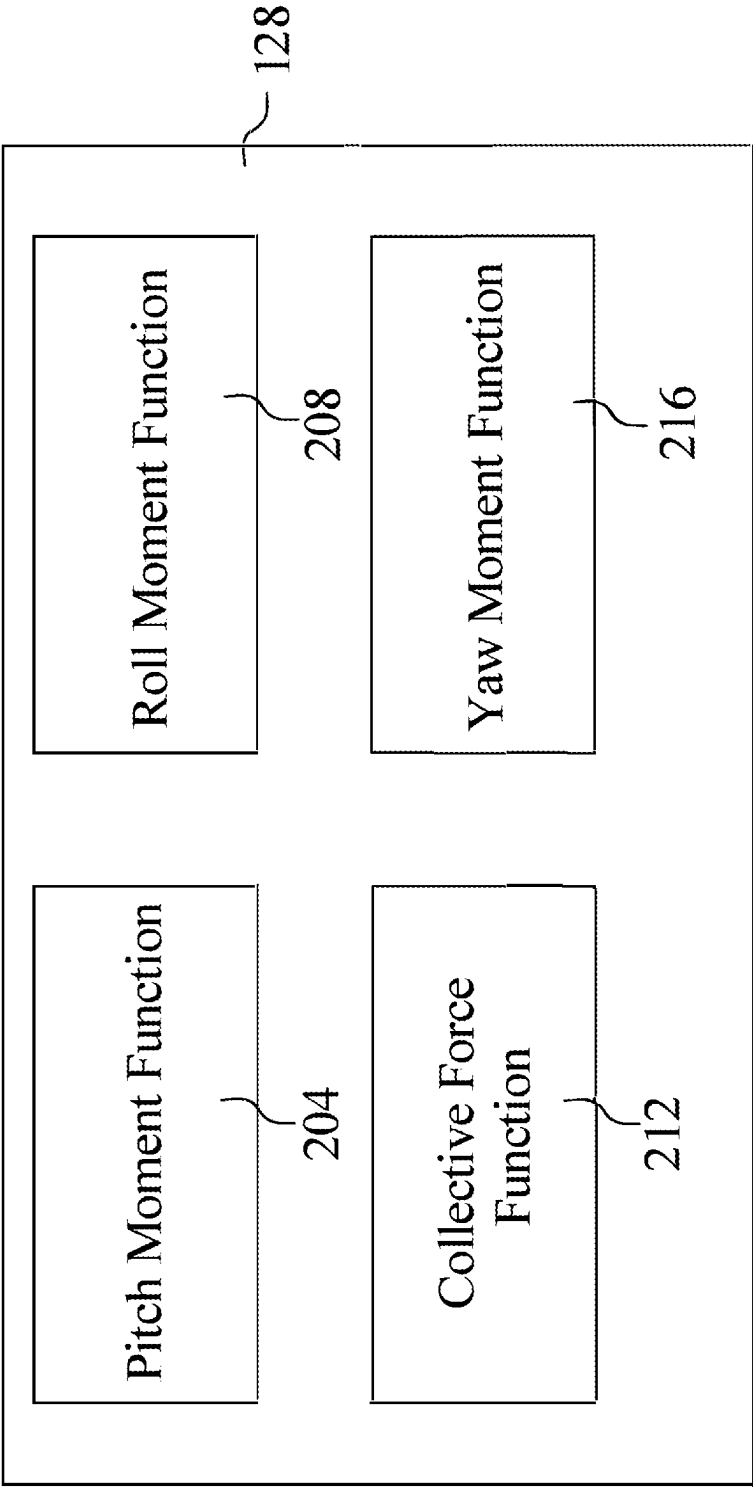 128
Pitch Moment Function
204
Roll Moment Function
208
Collective Force
Function
212
Yaw Moment Function
216